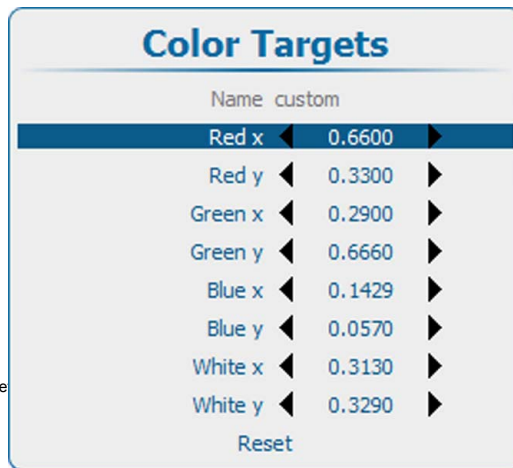 Color Targets
Name custom
Red x 0.6600
Red y 0.3300
Green x 0.2900
Green y 0.6660
Blue x 0.1429
Blue y 0.0570
White x 0.3130
e
White y 0.3290
Reset